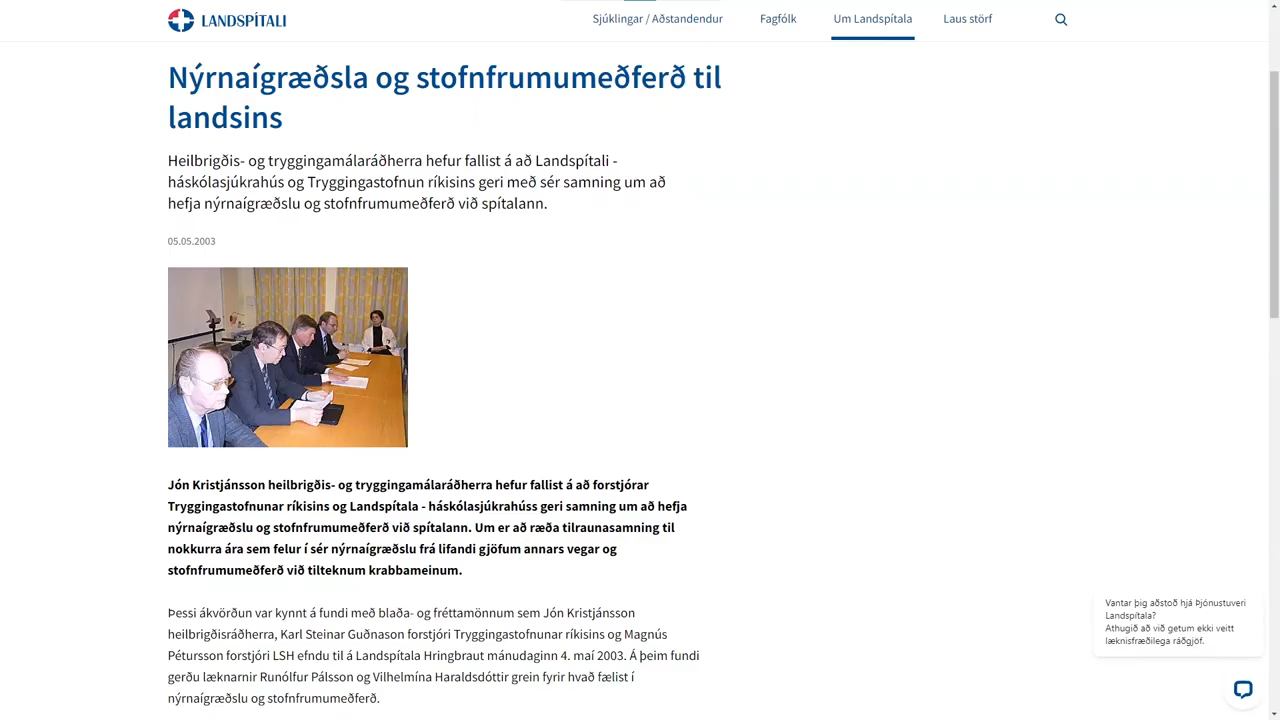 LANDSPÍTALI
Sjúklingar / Aðstandendur
Fagfólk
Um Landspítala
Laus störf
Nýrnaígræðsla og stofnfrumumeðferð til
landsins
Heilbrigðis- og tryggingamálaráðherra hefur fallist á að Landspítali -
háskólasjúkrahús og Tryggingastofnun ríkisins geri með sér samning um að
hefja nýrnaígræðslu og stofnfrumumeðferð við spítalann.
05.05.2003
Jón Kristjánsson heilbrigðis- og tryggingamálaráðherra hefur fallist á að forstjórar
Tryggingastofnunar ríkisins og Landspítala - háskólasjúkrahúss geri samning um að hefja
nýrnaígræðslu og stofnfrumumeðferð við spítalann. Um er að ræða tilraunasamning til
nokkurra ára sem felur í sér nýrnaígræðslu frá lifandi gjöfum annars vegar og
stofnfrumumeðferð við tilteknum krabbameinum.
Þessi ákvörðun var kynnt á fundi með blaða- og fréttamönnum sem Jón Kristjánsson
heilbrigðisráðherra, Karl Steinar Guðnason forstjóri Tryggingastofnunar ríkisins og Magnús
Pétursson forstjóri LSH efndu til á Landspítala Hringbraut mánudaginn 4. maí 2003. Á þeim fundi
gerðu læknarnir Runólfur Pálsson og Vilhelmína Haraldsdóttir grein fyrir hvað fælist í
nýrnaígræðslu og stofnfrumumeðferð.
Vantar þig aðstoð hjá Þjónustuveri
Landspítala?
Athugið að við getum ekki veitt
læknisfræðilega ráðgjöf.